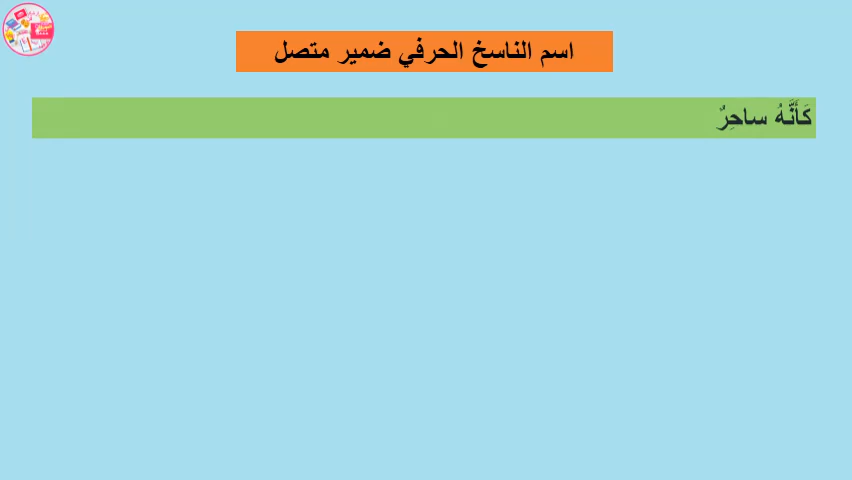 اسم الناسخ الحرفي ضمير متصل
كَأَنَّهُ ساحِرٌ